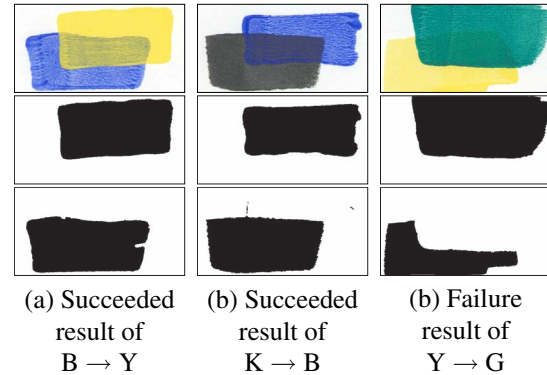 (a) Succeeded
result of
B → Y
(b) Succeeded
result of
K → B
(b) Failure
result of
Y → G